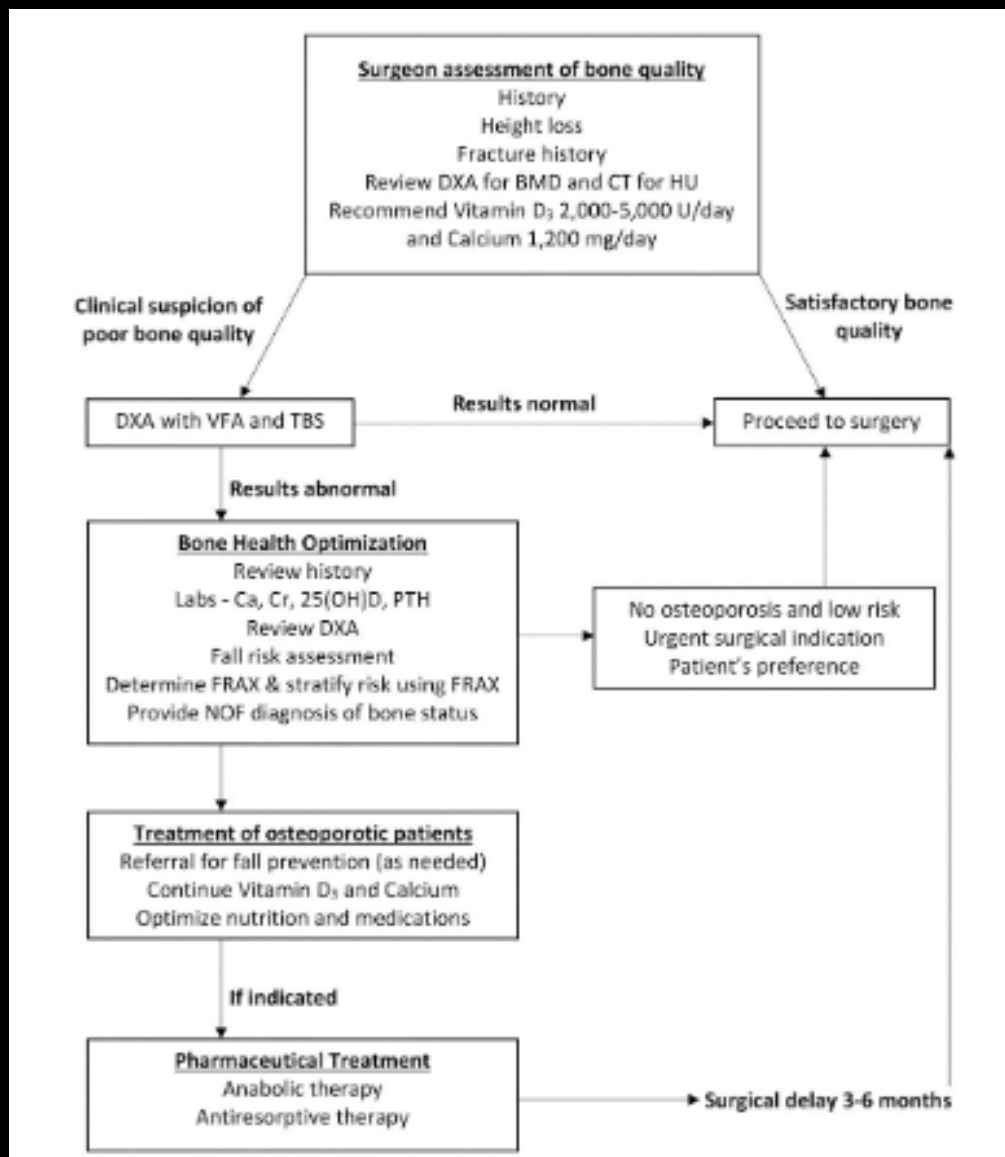 Surgeon assessment of bone quality
History
Height loss
Fracture history
Review DXA for BMD and CT for HU
Recommend Vitamin D₃ 2,000-5,000 U/day
and Calcium 1,200 mg/day
Clinical suspicion of
poor bone quality
Satisfactory bone
quality
DXA with VFA and TBS
Results normal
Proceed to surgery
Results abnormal
Bone Health Optimization
Review history
Labs - Ca, Cr, 25(OH)D, PTH
Review DXA
Fall risk assessment
Determine FRAX & stratify risk using FRAX
Provide NOF diagnosis of bone status
No osteoporosis and low risk
Urgent surgical indication
Patient's preference
Treatment of osteoporotic patients
Referral for fall prevention (as needed)
Continue Vitamin D₃ and Calcium
Optimize nutrition and medications
If indicated
Pharmaceutical Treatment
Anabolic therapy
Antiresorptive therapy
Surgical delay 3-6 months